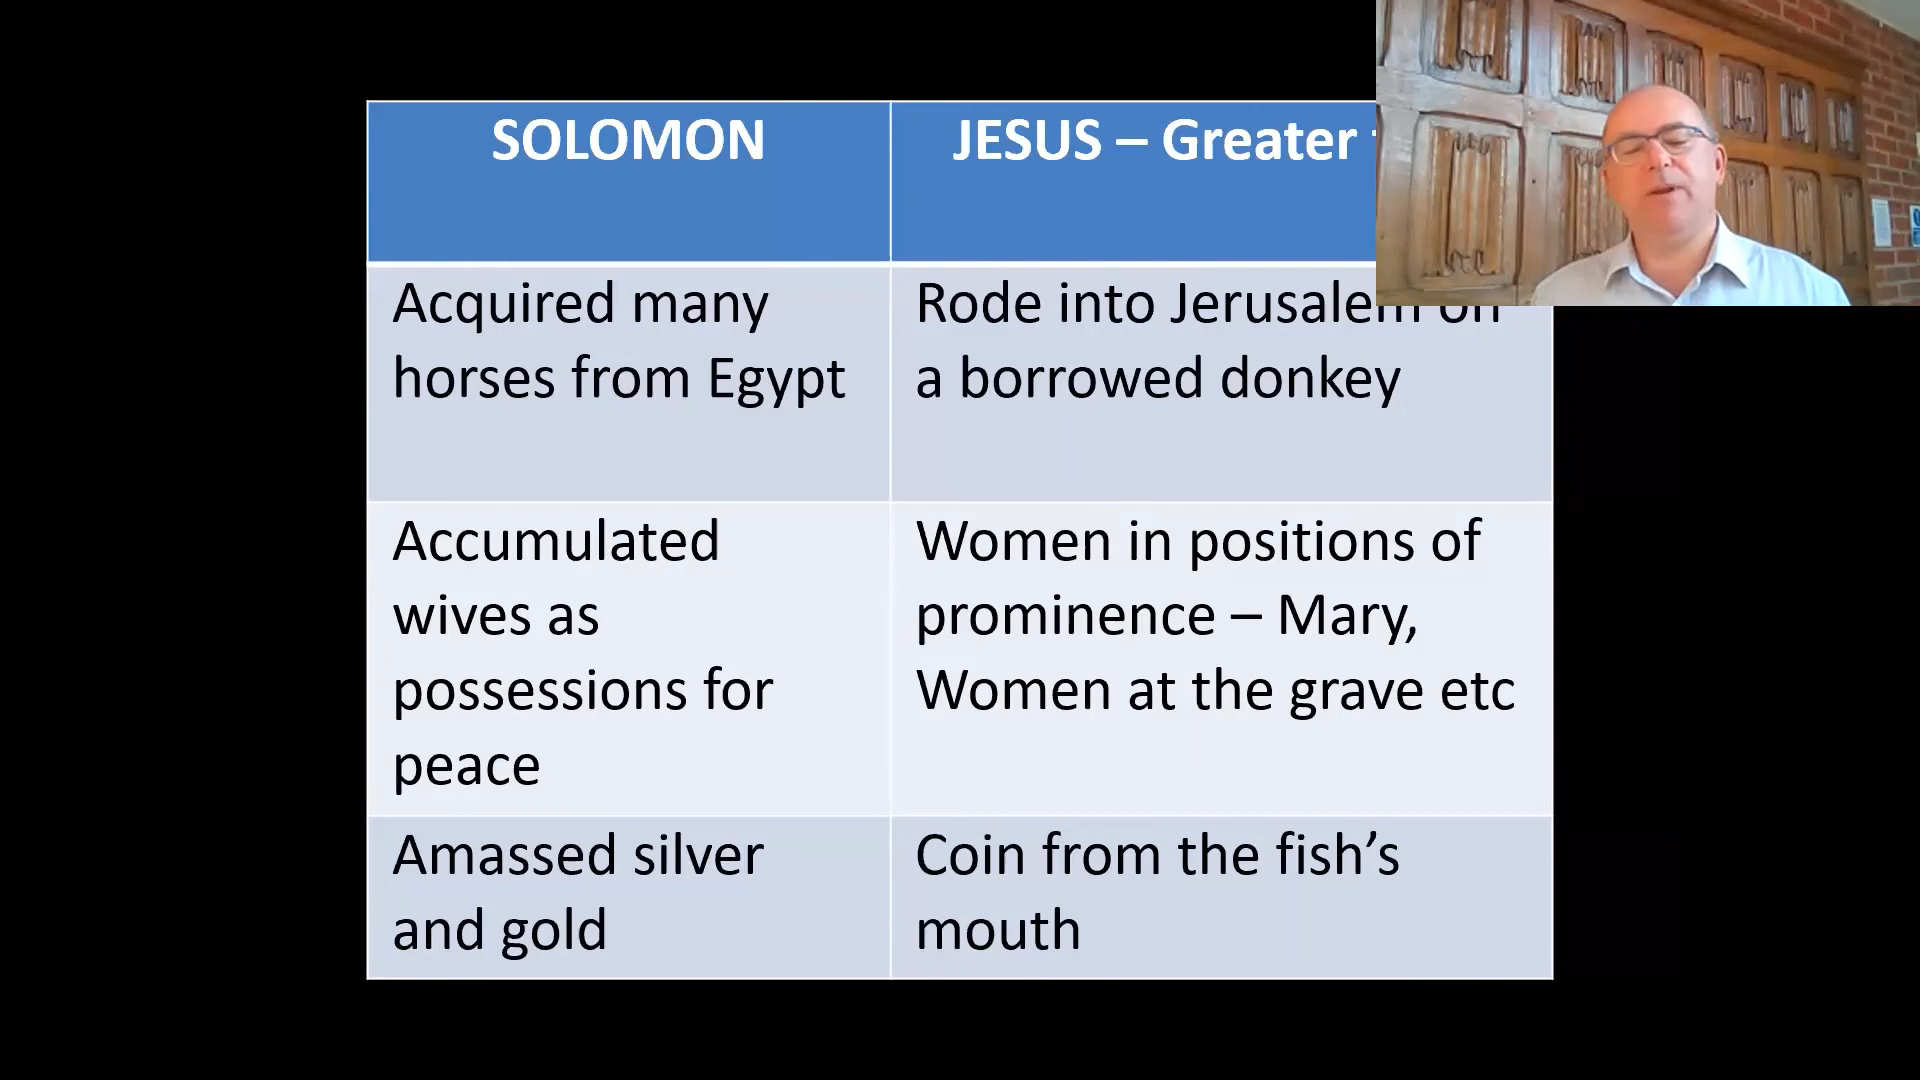 SOLOMON
JESUS – Greater
Acquired many
horses from Egypt
Rode into Jerusalem on
a borrowed donkey
Accumulated
wives as
possessions for
peace
Women in positions of
prominence – Mary,
Women at the grave etc
Amassed silver
and gold
Coin from the fish’s
mouth